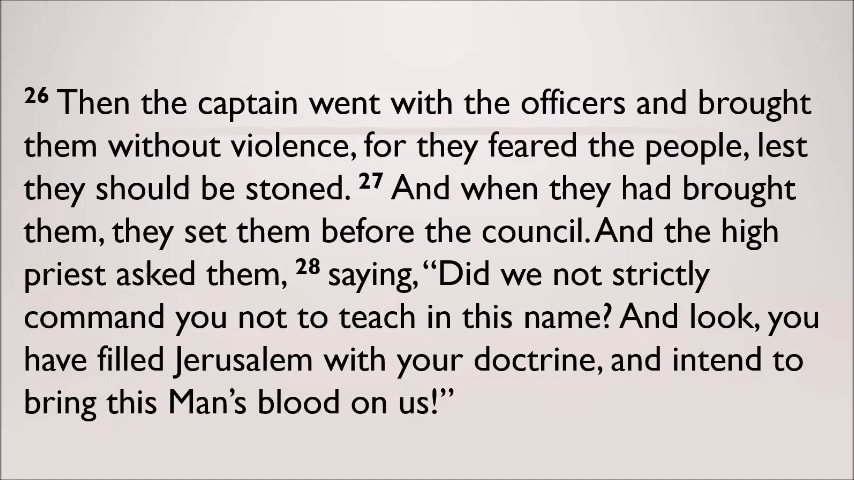 26 Then the captain went with the officers and brought
them without violence, for they feared the people, lest
they should be stoned. 27 And when they had brought
them, they set them before the council. And the high
priest asked them, 28 saying, “Did we not strictly
command you not to teach in this name? And look, you
have filled Jerusalem with your doctrine, and intend to
bring this Man’s blood on us!”